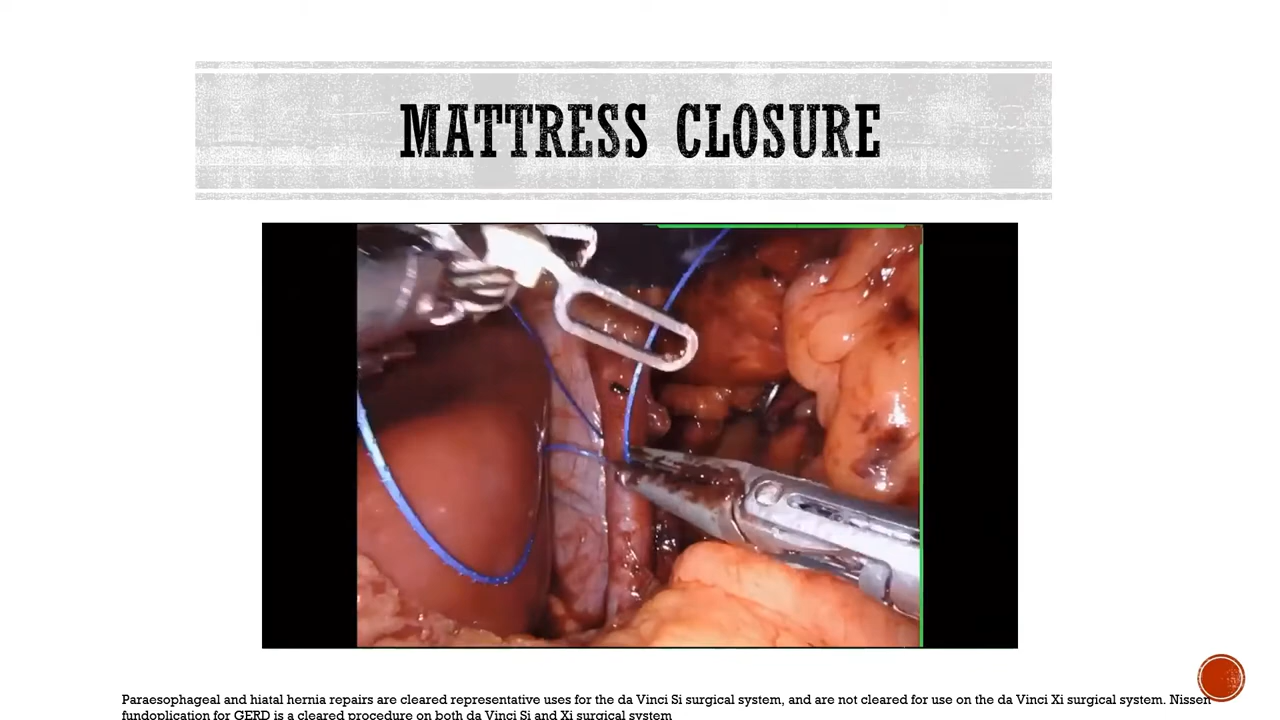 MATTRESS CLOSURE
Paraesophageal and hiatal hernia repairs are cleared representative uses for the da Vinci Si surgical system, and are not cleared for use on the da Vinci Xi surgical system. Nissen
fundoplication for GERD is a cleared procedure on both da Vinci Si and Xi surgical system